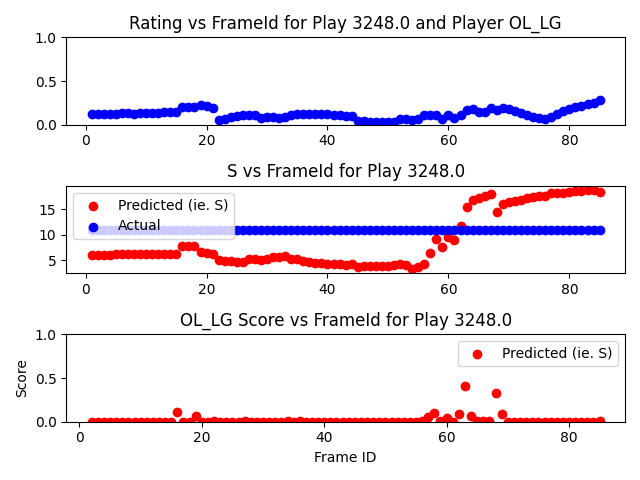 Rating vs FrameId for Play 3248.0 and Player OL_LG
1.0
0.5
0.0
0 20 40 60 80
S vs FrameId for Play 3248.0
Predicted (ie. S)
Actual
15
10
5
0 20 40 60 80
OL_LG Score vs FrameId for Play 3248.0
Predicted (ie. S)
Score
1.0
0.5
0.0
0 20 40 60 80
Frame ID